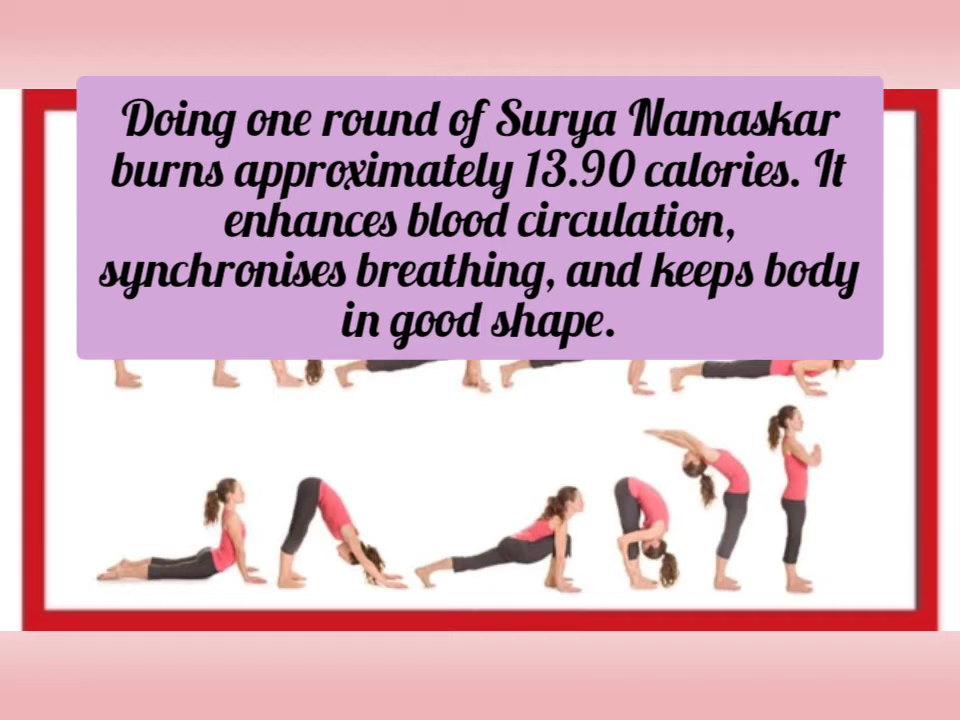 Doing one round of Surya Namaskar
burns approximately 13.90 calories. It
enhances blood circulation,
synchronises breathing, and keeps body
in good shape.